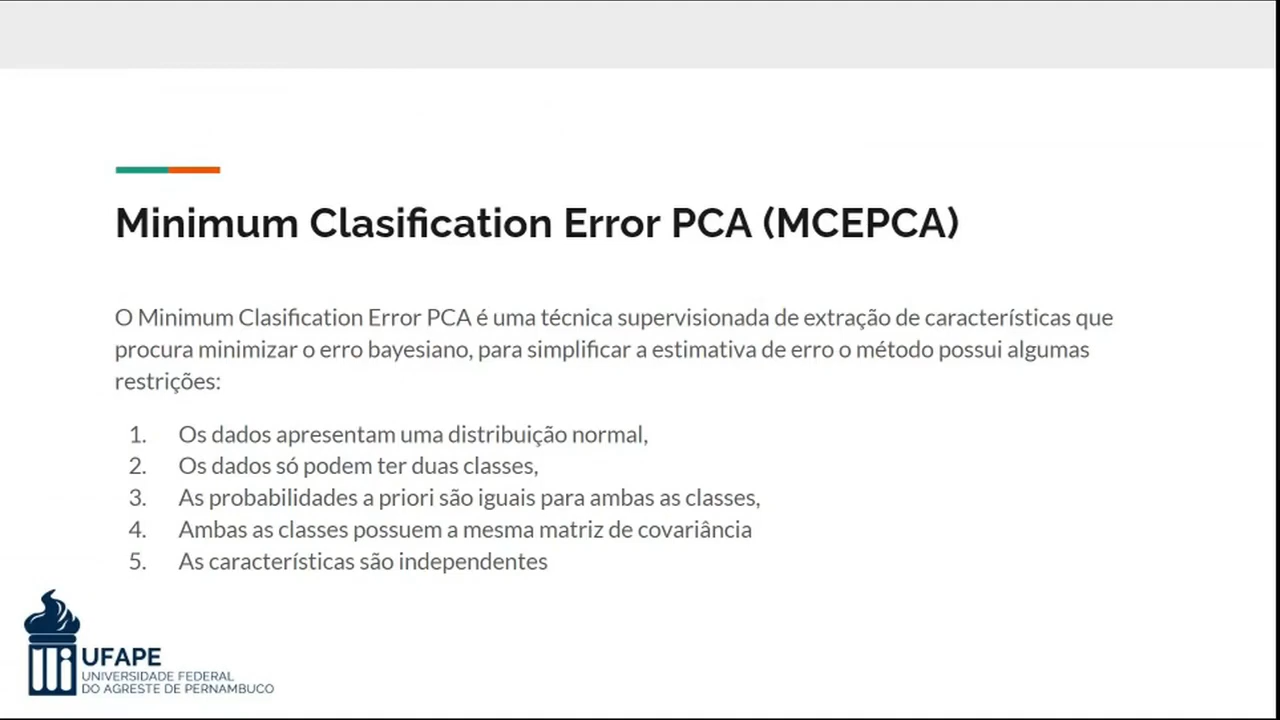 Minimum Clasification Error PCA (MCEPCA)
O Minimum Clasification Error PCA é uma técnica supervisionada de extração de características que
procura minimizar o erro bayesiano, para simplificar a estimativa de erro o método possui algumas
restrições:
1. Os dados apresentam uma distribuição normal,
2. Os dados só podem ter duas classes,
3. As probabilidades a priori são iguais para ambas as classes,
4. Ambas as classes possuem a mesma matriz de covariância
5. As características são independentes
UFAPE
UNIVERSIDADE FEDERAL
DO AGRESTE DE PERNAMBUCO